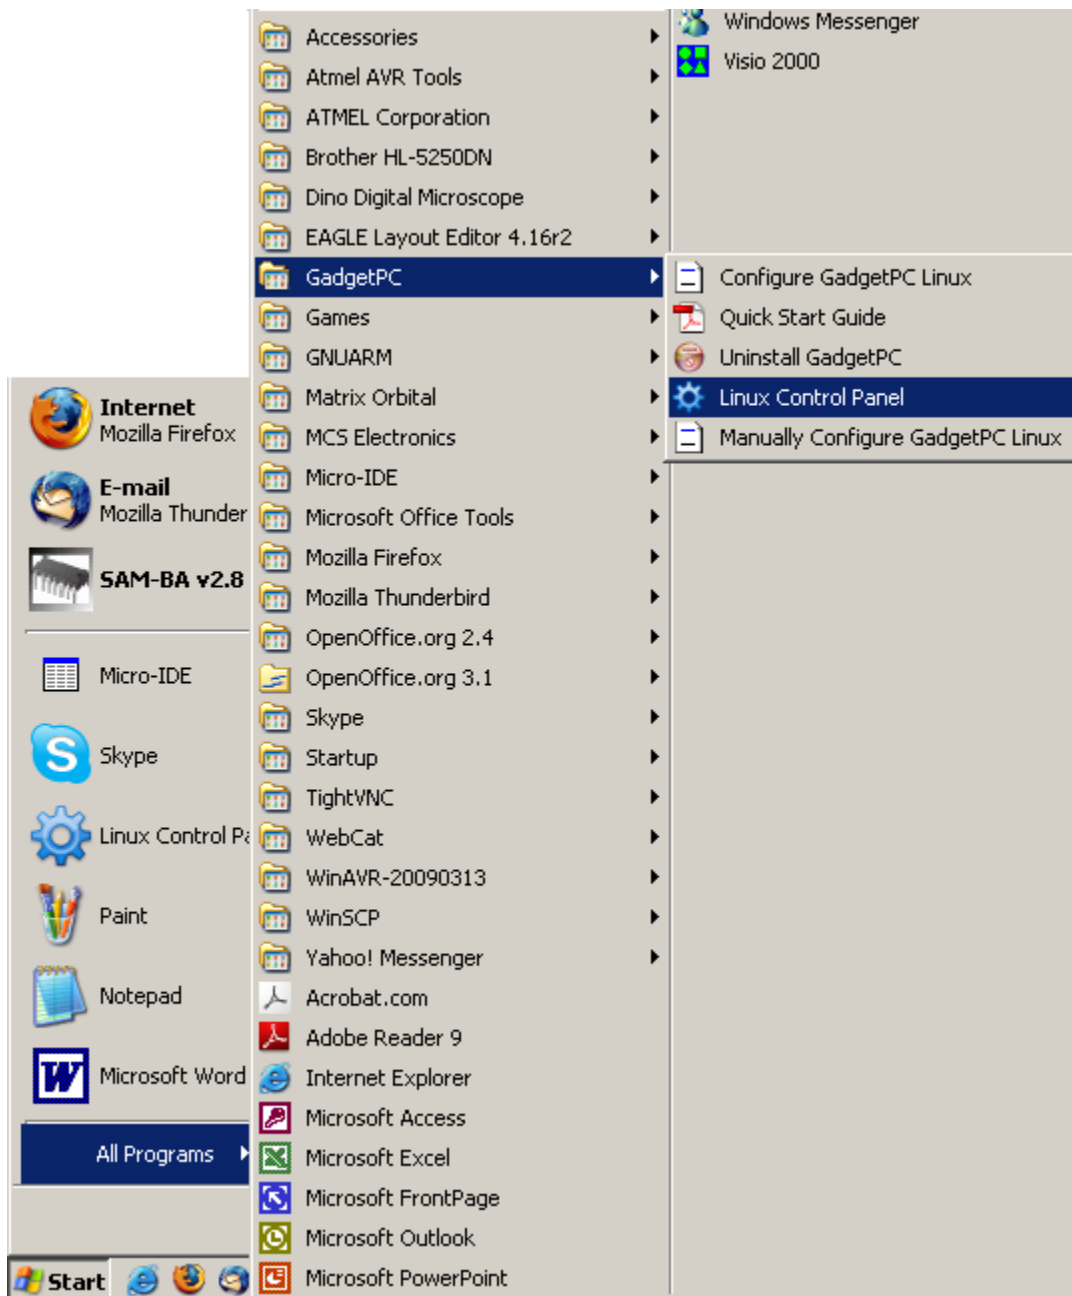 Accessories
Atmel AVR Tools
ATMEL Corporation
Brother HL-5250DN
Dino Digital Microscope
EAGLE Layout Editor 4.16r2
GadgetPC
Games
GNUARM
Matrix Orbital
MCS Electronics
Micro-IDE
Microsoft Office Tools
Mozilla Firefox
Mozilla Thunderbird
OpenOffice.org 2.4
OpenOffice.org 3.1
Skype
Startup
TightVNC
WebCat
WinAVR-20090313
WinSCP
Yahoo! Messenger
Acrobat.com
Adobe Reader 9
Internet Explorer
Microsoft Access
Microsoft Excel
Microsoft FrontPage
Microsoft Outlook
Microsoft PowerPoint
Windows Messenger
Visio 2000
Configure GadgetPC Linux
Quick Start Guide
Uninstall GadgetPC
Linux Control Panel
Manually Configure GadgetPC Linux
Internet
Mozilla Firefox
E-mail
Mozilla Thunder
SAM-BA v2.8
Micro-IDE
Skype
Linux Control Pa
Paint
Notepad
Microsoft Word
All Programs
Start